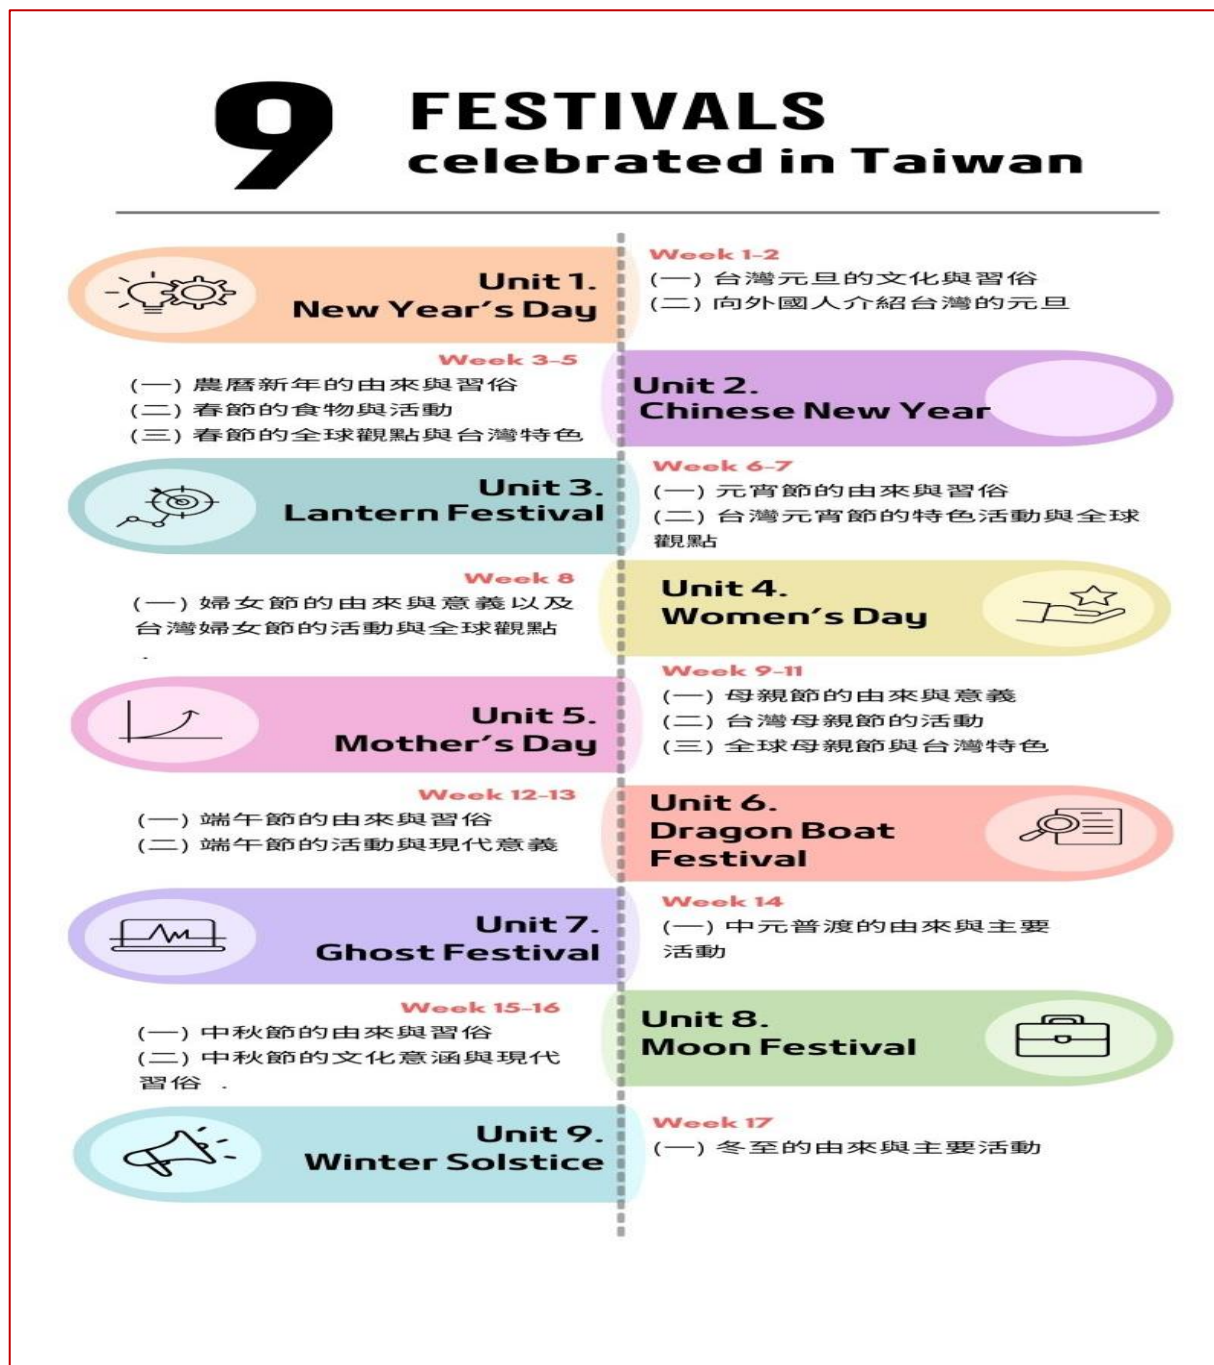 9 FESTIVALS
celebrated in Taiwan
Unit 1.
New Year's Day
Week 1-2
(一) 台灣元旦的文化與習俗
(二) 向外國人介紹台灣的元旦
Week 3-5
(一) 農曆新年的由來與習俗
(二) 春節的食物與活動
(三) 春節的全球觀點與台灣特色
Unit 2.
Chinese New Year
Unit 3.
Lantern Festival
Week 6-7
(一) 元宵節的由來與習俗
(二) 台灣元宵節的特色活動與全球
觀點
Week 8
(一) 婦女節的由來與意義以及
台灣婦女節的活動與全球觀點
.
Unit 4.
Women's Day
Unit 5.
Mother's Day
Week 9-11
(一) 母親節的由來與意義
(二) 台灣母親節的活動
(三) 全球母親節與台灣特色
Week 12-13
(一) 端午節的由來與習俗
(二) 端午節的活動與現代意義
Unit 6.
Dragon Boat
Festival
Unit 7.
Ghost Festival
Week 14
(一) 中元普渡的由來與主要
活動
Week 15-16
(一) 中秋節的由來與習俗
(二) 中秋節的文化意涵與現代
習俗 .
Unit 8.
Moon Festival
Unit 9.
Winter Solstice
Week 17
(一) 冬至的由來與主要活動